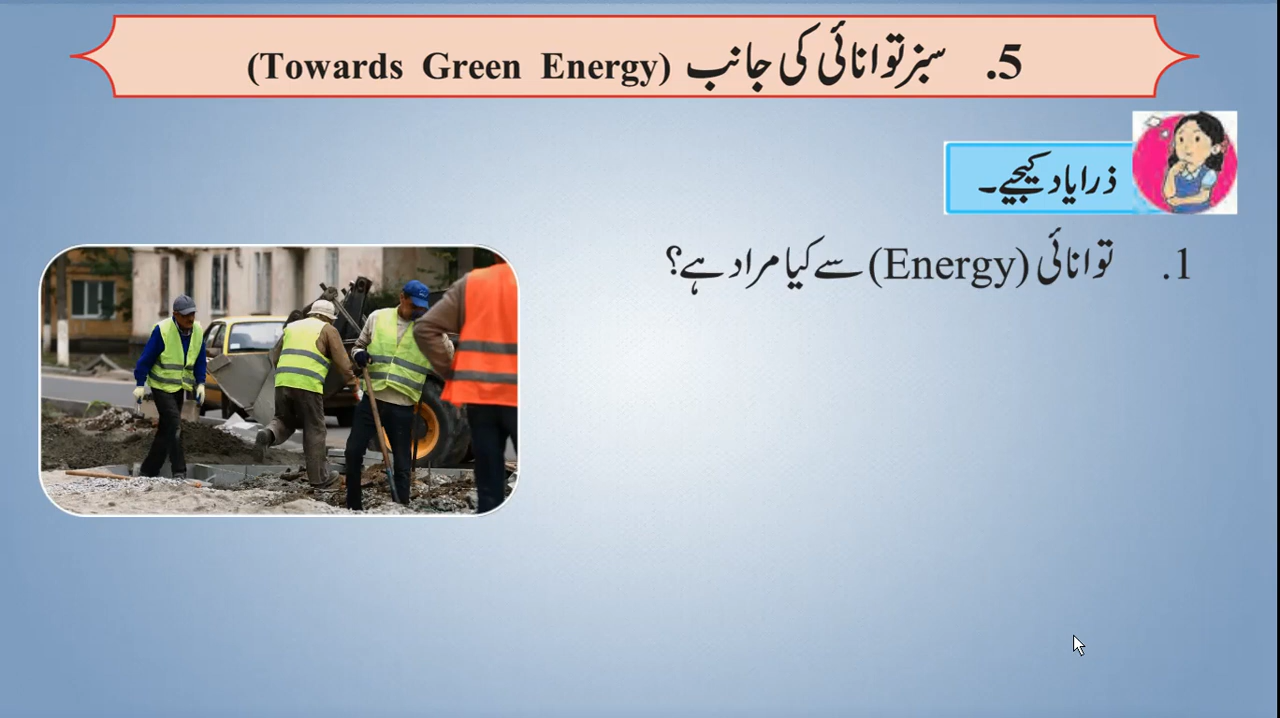 5. سبز توانائی کی جانب (Towards Green Energy)
ذرا یاد کیجیے۔
1. توانائی (Energy) سے کیا مراد ہے؟